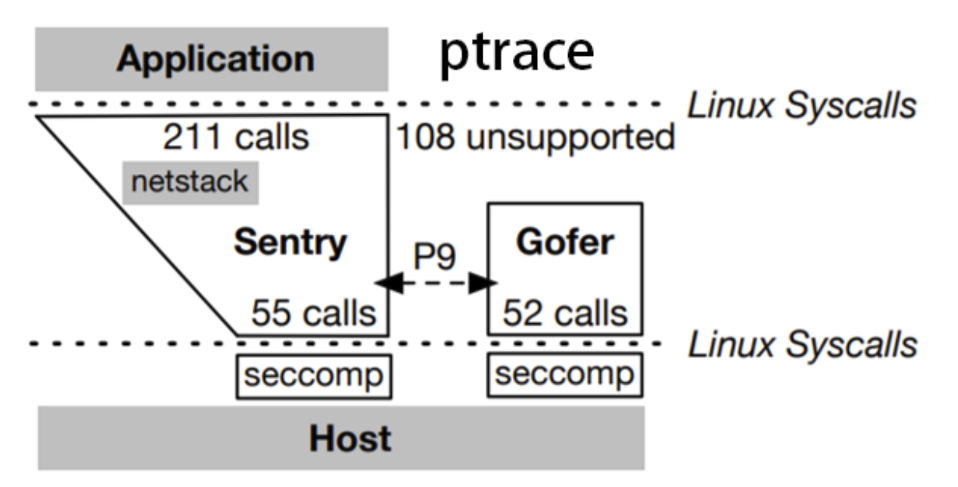 Application
ptrace
Linux Syscalls
211 calls
108 unsupported
netstack
Sentry
P9
Gofer
55 calls
52 calls
Linux Syscalls
seccomp
seccomp
Host